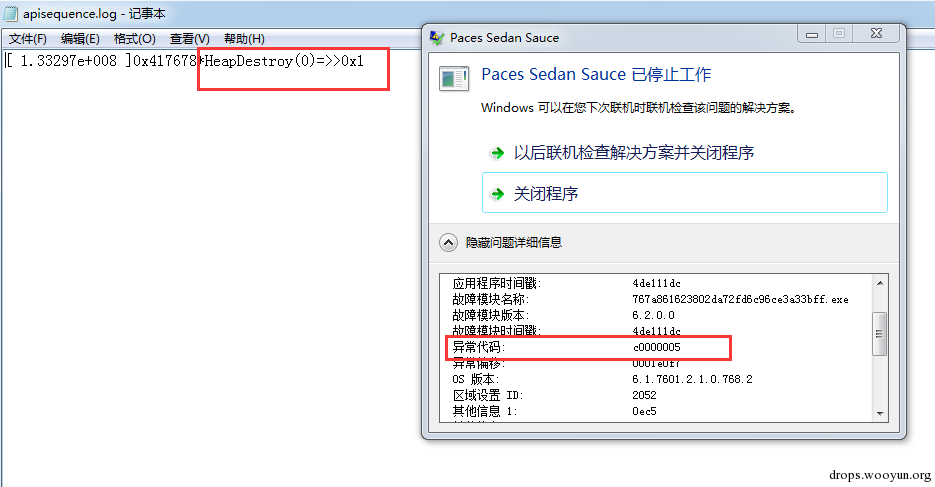 apisequence.log - 记事本
文件(F) 编辑(E) 格式(O) 查看(V) 帮助(H)
[ 1.33297e+008 ]0x417678*HeapDestroy(0)=>>0x1
Paces Sedan Sauce
Paces Sedan Sauce 已停止工作
Windows 可以在您下次联机时联机检查该问题的解决方案。
以后联机检查解决方案并关闭程序
关闭程序
隐藏问题详细信息
应用程序时间戳: 4de111dc
故障模块名称: 767a861623802da72fd6c96ce3a33bff.exe
故障模块版本: 6.2.0.0
故障模块时间戳: 4de111dc
异常代码: c0000005
异常偏移: 0001e0f7
OS 版本: 6.1.7601.2.1.0.768.2
区域设置 ID: 2052
其他信息 1: 0ec5
drops.wooyun.org